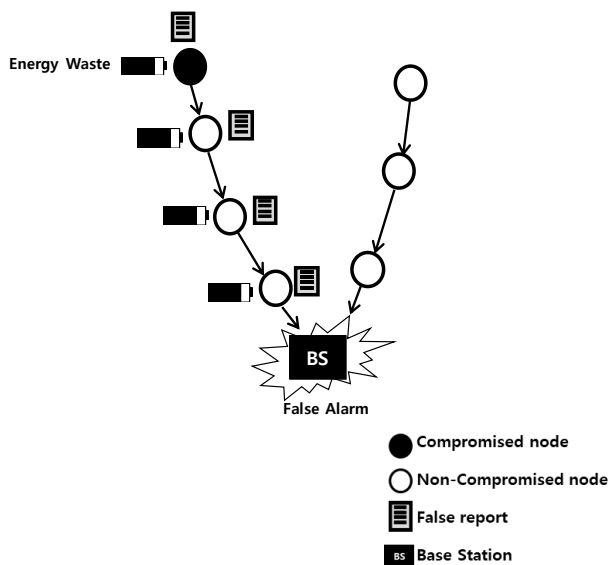 Energy Waste
BS
False Alarm
Compromised node
Non-Compromised node
False report
BS Base Station